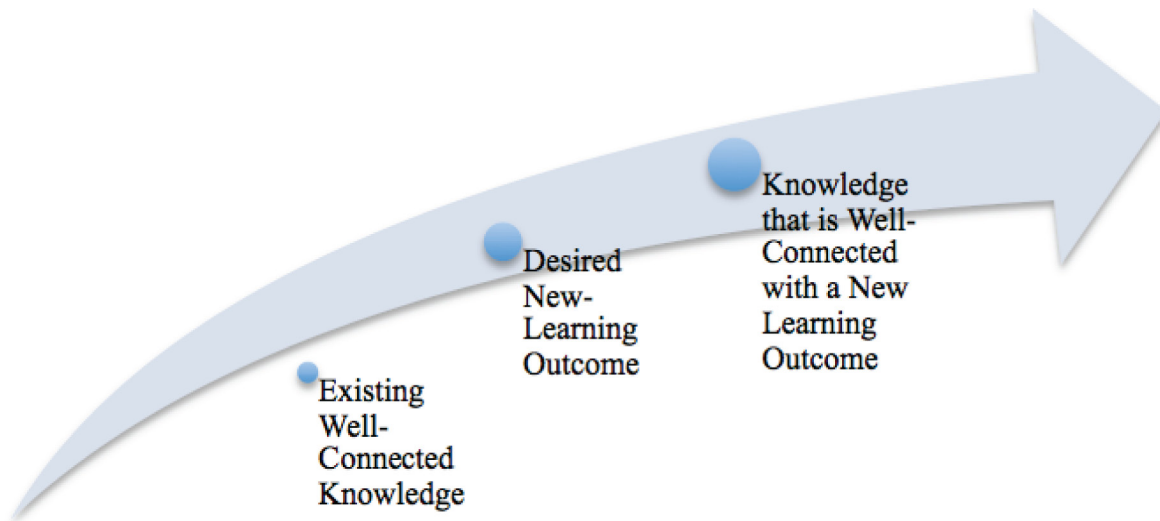 Existing
Well-
Connected
Knowledge
Desired
New-
Learning
Outcome
Knowledge
that is Well-
Connected
with a New
Learning
Outcome